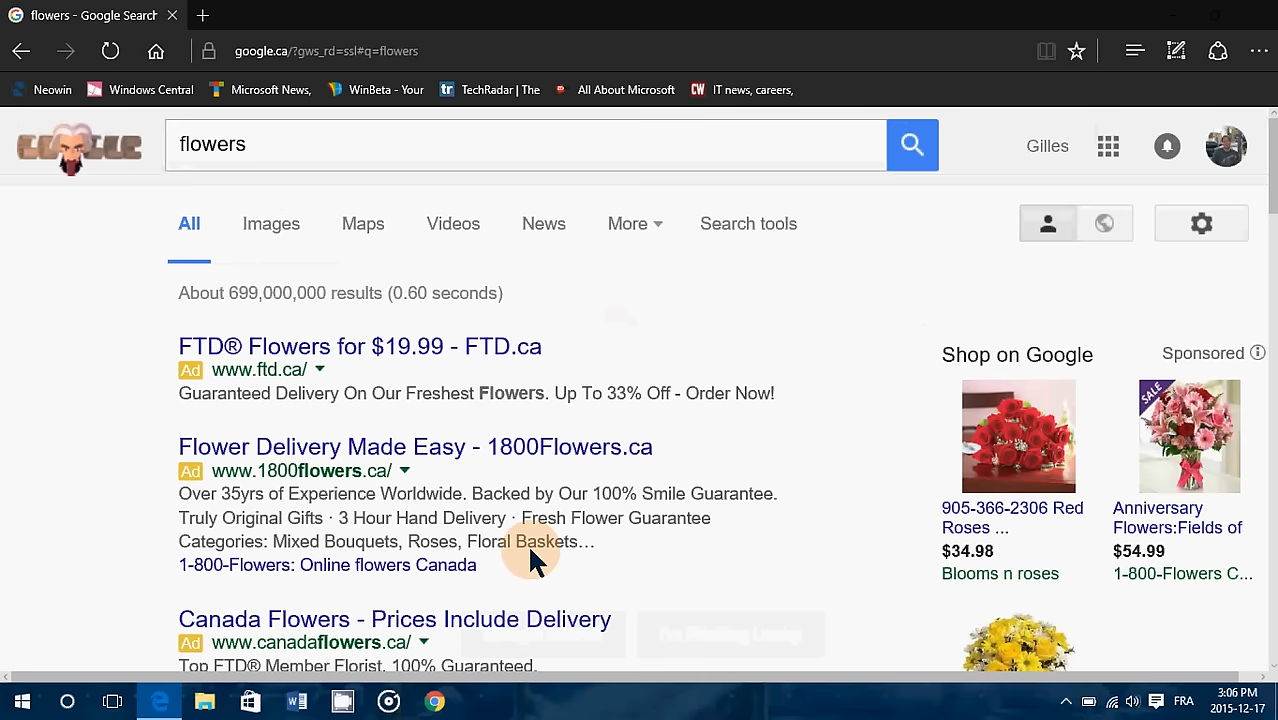 flowers - Google Search
google.ca/?gws_rd=ssl#q=flowers
Neowin
Windows Central
Microsoft News,
WinBeta - Your
TechRadar | The
All About Microsoft
IT news, careers,
flowers
Gilles
All
Images
Maps
Videos
News
More
Search tools
About 699,000,000 results (0.60 seconds)
FTD® Flowers for $19.99 - FTD.ca
Ad www.ftd.ca/
Guaranteed Delivery On Our Freshest Flowers. Up To 33% Off - Order Now!
Flower Delivery Made Easy - 1800Flowers.ca
Ad www.1800flowers.ca/
Over 35yrs of Experience Worldwide. Backed by Our 100% Smile Guarantee.
Truly Original Gifts · 3 Hour Hand Delivery · Fresh Flower Guarantee
Categories: Mixed Bouquets, Roses, Floral Baskets…
1-800-Flowers: Online flowers Canada
Canada Flowers - Prices Include Delivery
Ad www.canadaflowers.ca/
Top FTD® Member Florist. 100% Guaranteed.
Shop on Google
Sponsored
SALE
905-366-2306 Red
Roses ...
$34.98
Blooms n roses
Anniversary
Flowers:Fields of
$54.99
1-800-Flowers C...
I'm Feeling Lucky
FRA
3:06 PM
2015-12-17